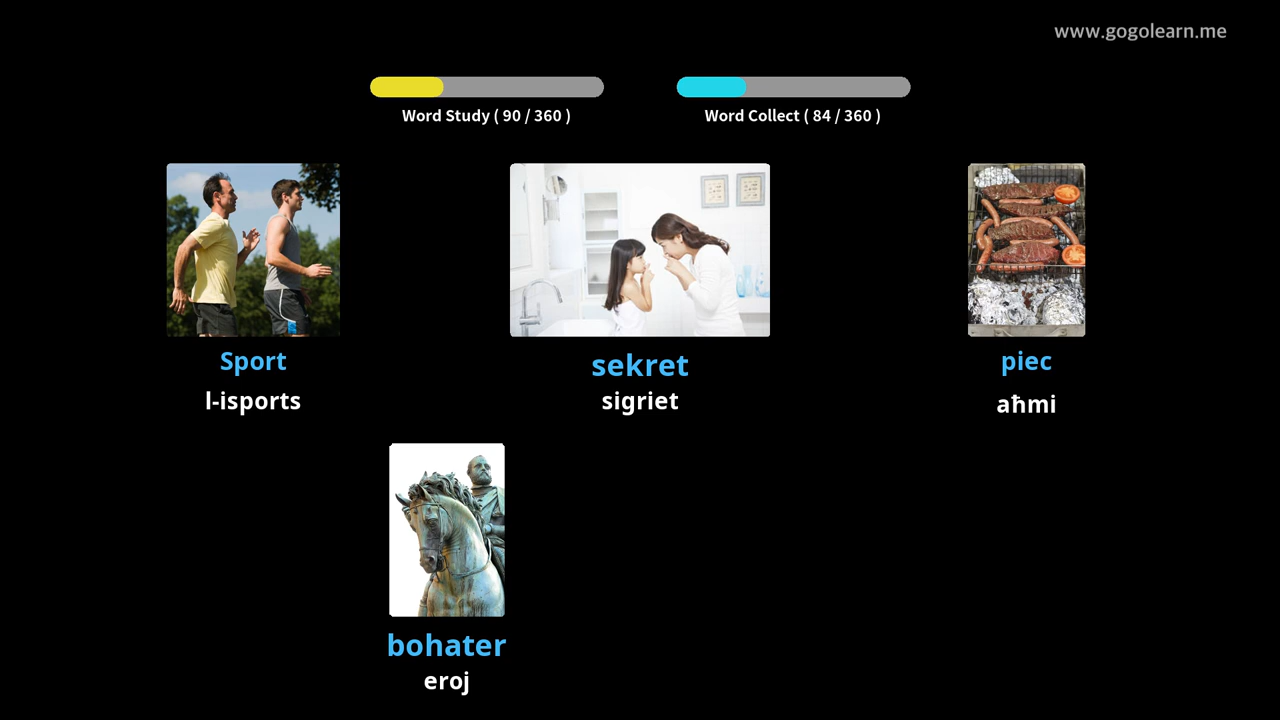 www.gogolearn.me
Word Study ( 90 / 360 )
Word Collect ( 84 / 360 )
Sport
l-isports
sekret
sigriet
piec
aħmi
bohater
eroj